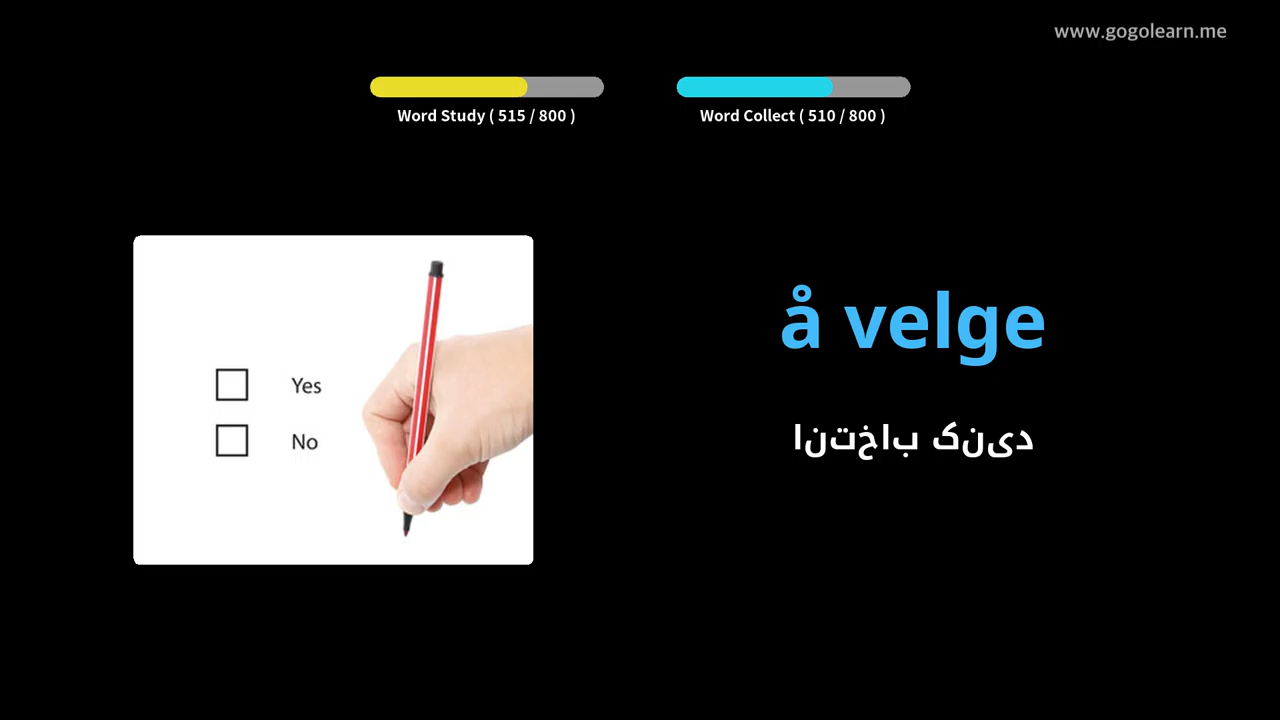 www.gogolearn.me
Word Study ( 515 / 800 )
Word Collect ( 510 / 800 )
Yes
No
å velge
انتخاب کنید